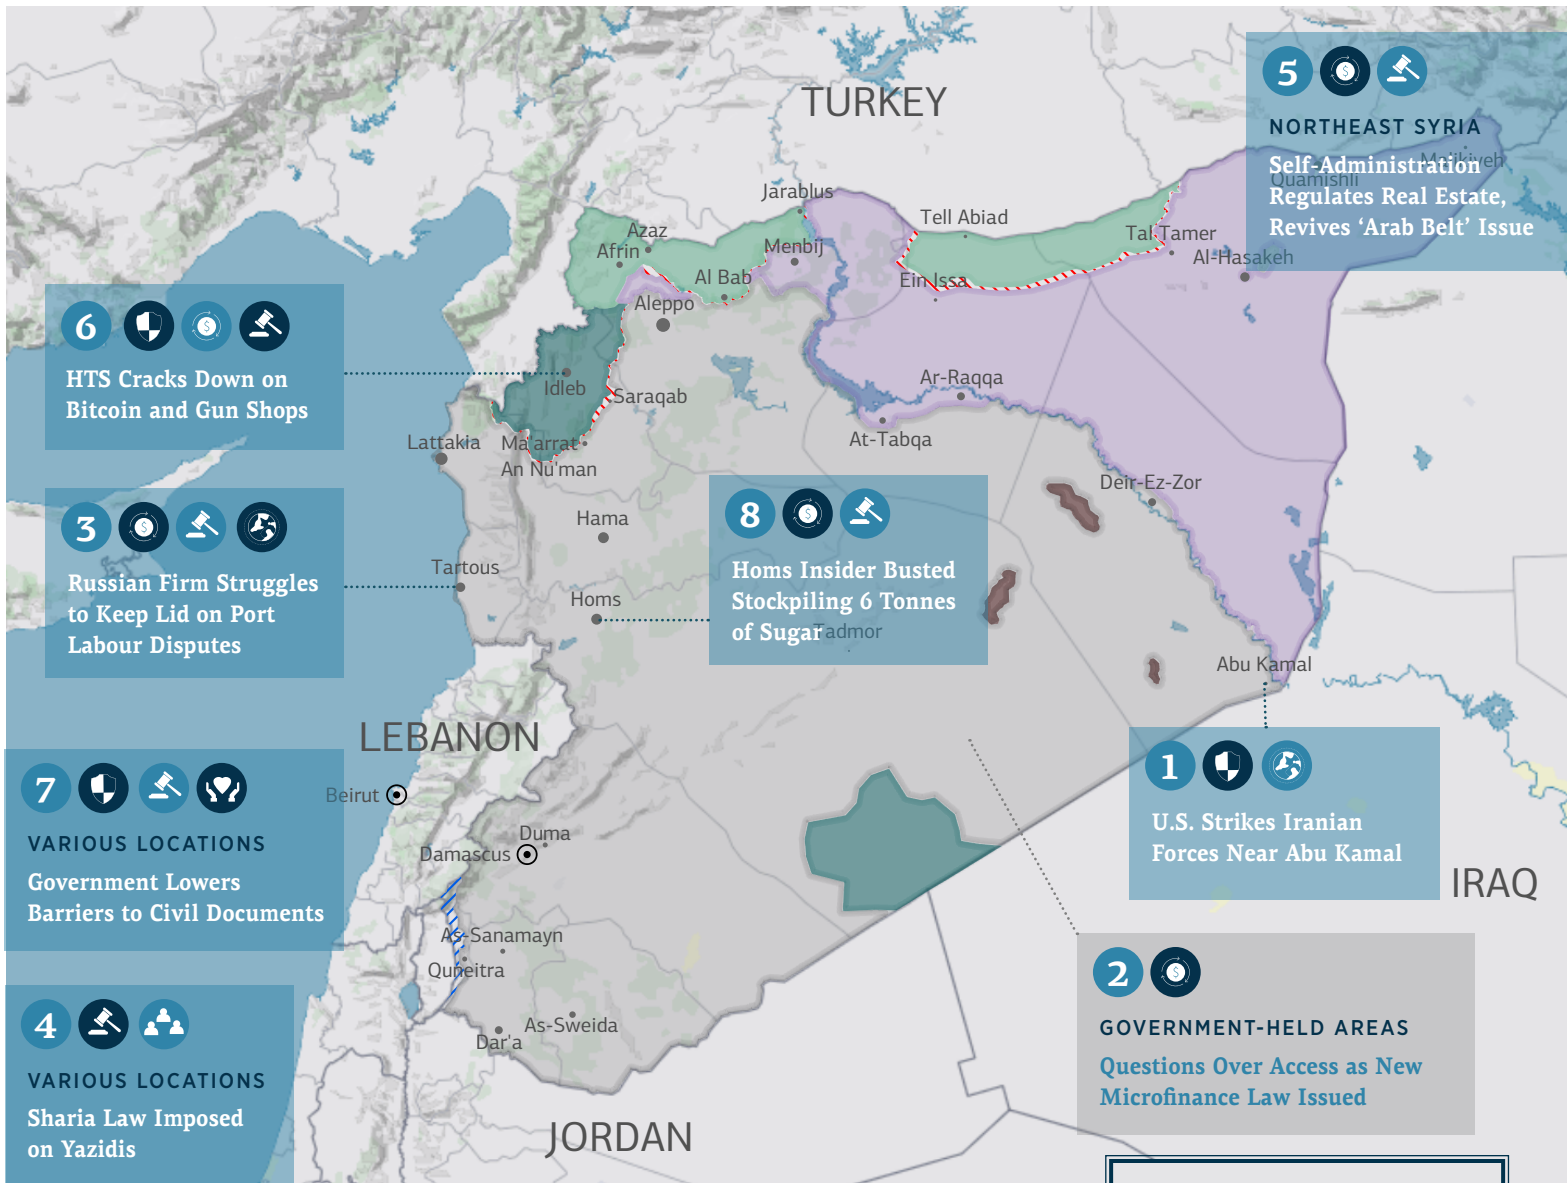 TURKEY
5
NORTHEAST SYRIA
Self-Administration
Regulates Real Estate,
Revives ‘Arab Belt’ Issue
Malikiyeh
Quamishli
Jarablus
Tell Abiad
Azaz
Afrin
Menbij
Tal Tamer
Al-Hasakeh
Al Bab
Ein Issa
Aleppo
6
HTS Cracks Down on
Bitcoin and Gun Shops
Idleb
Saraqab
Ar-Raqqa
At-Tabqa
Lattakia
Ma'arrat
An Nu'man
Deir-Ez-Zor
3
Russian Firm Struggles
to Keep Lid on Port
Labour Disputes
Hama
Tartous
Homs
8
Homs Insider Busted
Stockpiling 6 Tonnes
of Sugar
Tadmor
Abu Kamal
LEBANON
1
U.S. Strikes Iranian
Forces Near Abu Kamal
7
VARIOUS LOCATIONS
Government Lowers
Barriers to Civil Documents
Beirut
Duma
Damascus
IRAQ
As-Sanamayn
Quneitra
2
GOVERNMENT-HELD AREAS
Questions Over Access as New
Microfinance Law Issued
4
VARIOUS LOCATIONS
Sharia Law Imposed
on Yazidis
As-Sweida
Dar'a
JORDAN